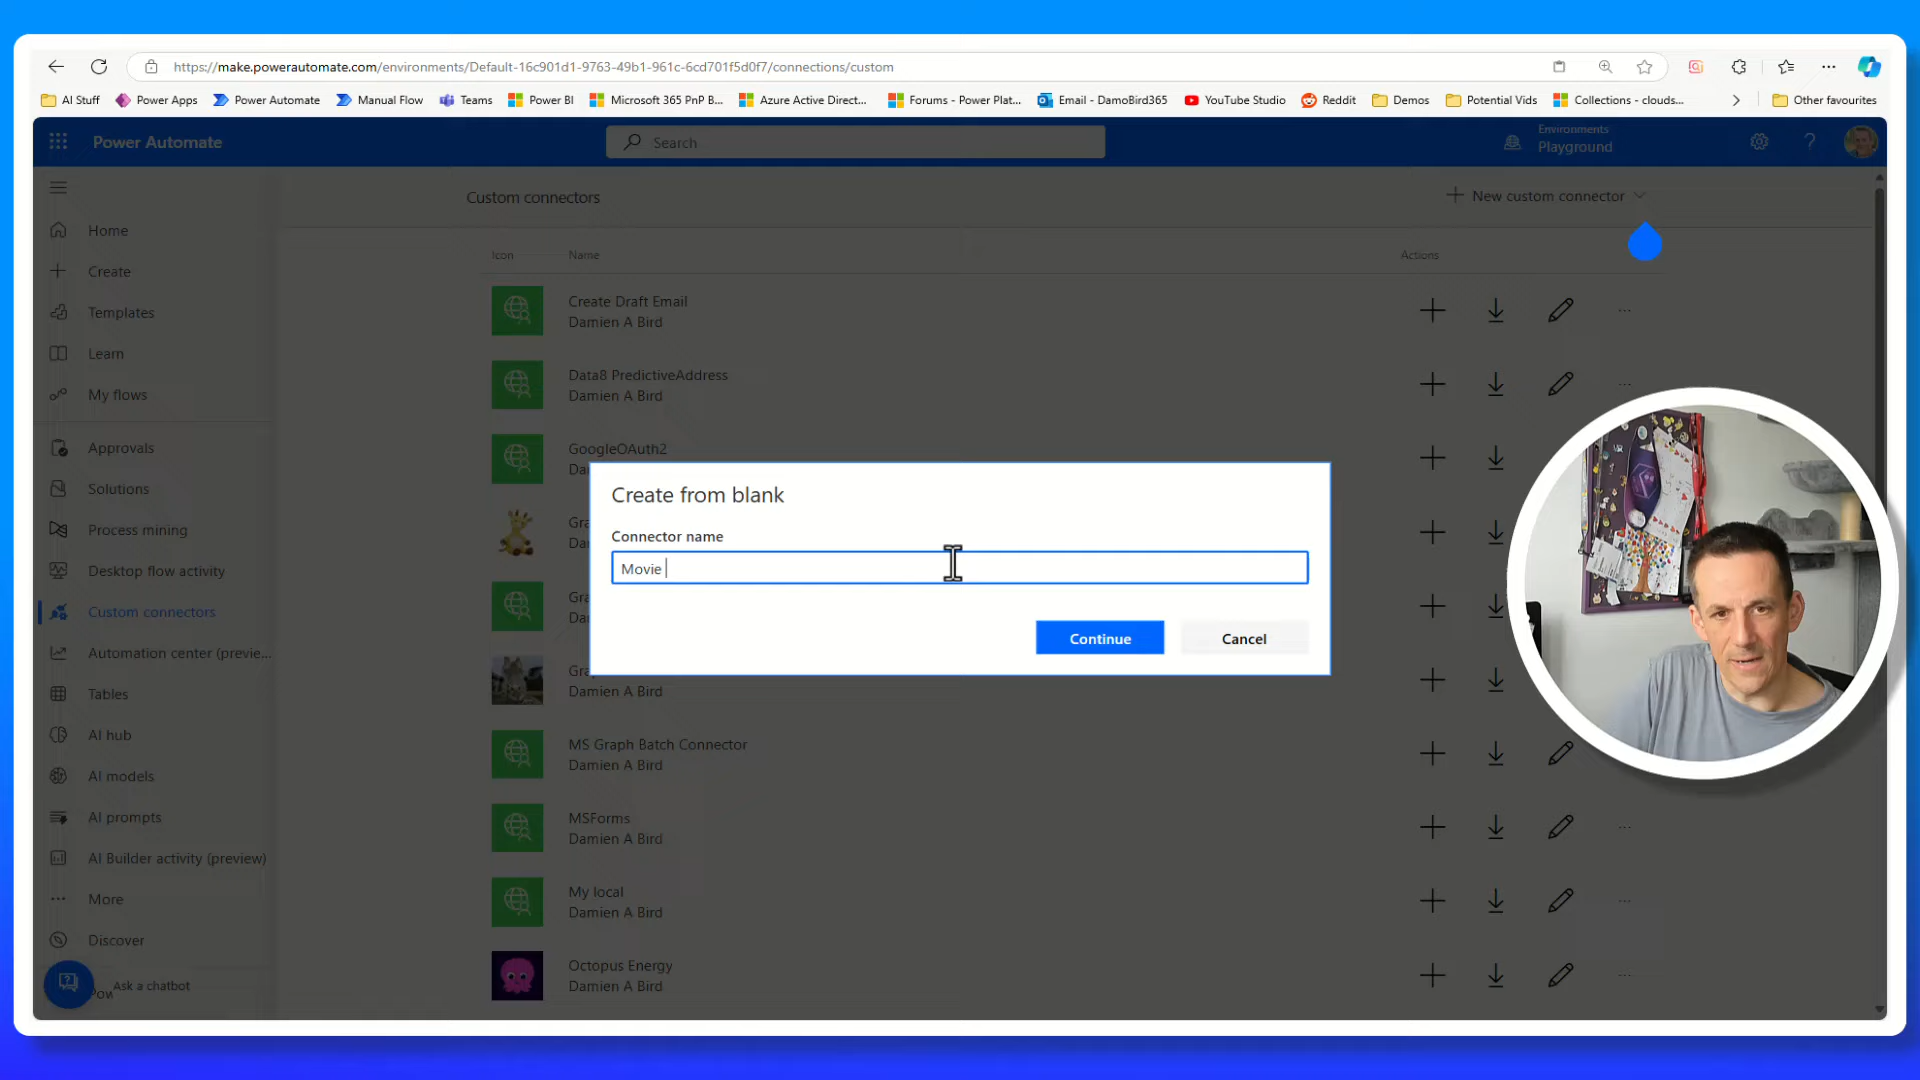 https://make.powerautomate.com/environments/Default-16c901d1-9763-49b1-961c-6cd701f5d0f7/connections/custom
AI Stuff Power Apps Power Automate Manual Flow Teams Power BI Microsoft 365 PnP B... Azure Active Direct... Forums - Power Plat... Email - DamoBird365 YouTube Studio Reddit Demos Potential Vids Collections - clouds... Other favourites
Power Automate
Search
Environments
Playground
Custom connectors
New custom connector
Home
Create
Templates
Learn
My flows
Approvals
Solutions
Process mining
Desktop flow activity
Custom connectors
Automation center (previe...
Tables
AI hub
AI models
AI prompts
AI Builder activity (preview)
More
Discover
Ask a chatbot
Icon Name Actions
Create Draft Email
Damien A Bird
Data8 PredictiveAddress
Damien A Bird
GoogleOAuth2
Create from blank
Connector name
Movie
Continue Cancel
Damien A Bird
MS Graph Batch Connector
Damien A Bird
MSForms
Damien A Bird
My local
Damien A Bird
Octopus Energy
Damien A Bird